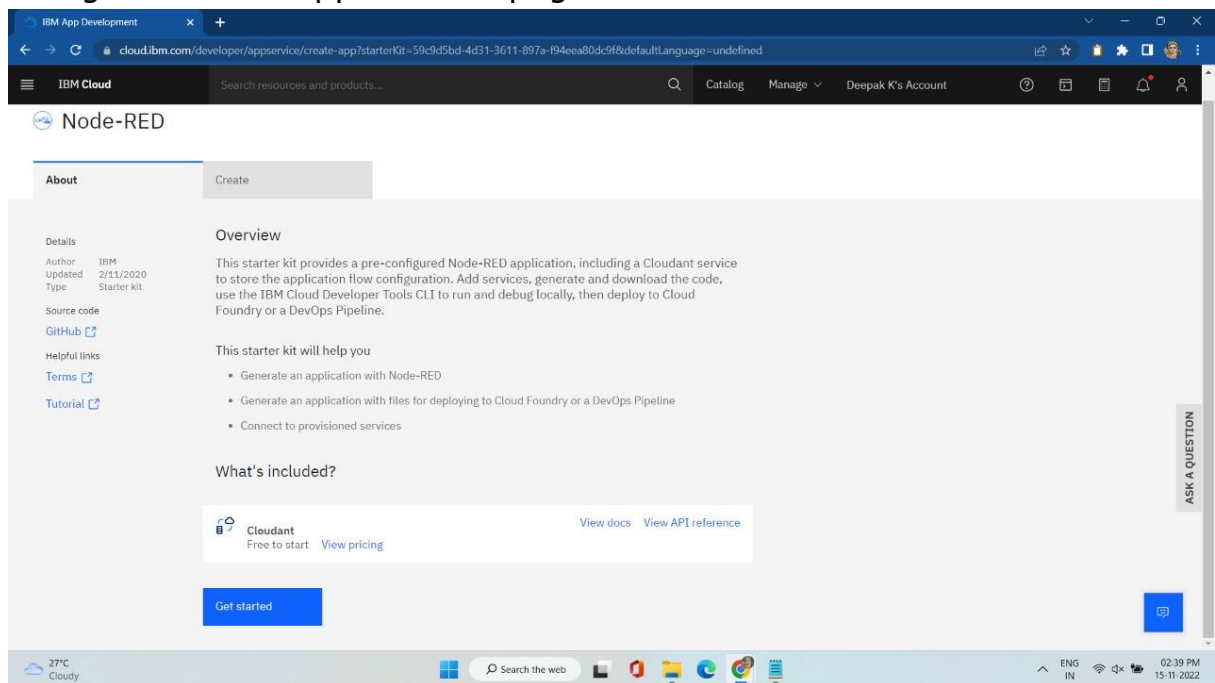 IBM App Development
cloud.ibm.com/developer/appservice/create-app?starterKit=59c9d5bd-4d31-3611-897a-f94eea80dc9f&defaultLanguage=undefined
IBM Cloud
Search resources and products...
Catalog
Manage
Deepak K's Account
Node-RED
About
Create
Details
Author IBM
Updated 2/11/2020
Type Starter kit
Source code
GitHub
Helpful links
Terms
Tutorial
Overview
This starter kit provides a pre-configured Node-RED application, including a Cloudant service
to store the application flow configuration. Add services, generate and download the code,
use the IBM Cloud Developer Tools CLI to run and debug locally, then deploy to Cloud
Foundry or a DevOps Pipeline.
This starter kit will help you
• Generate an application with Node-RED
• Generate an application with files for deploying to Cloud Foundry or a DevOps Pipeline
• Connect to provisioned services
What's included?
Cloudant
Free to start View pricing
View docs View API reference
Get started
ASK A QUESTION
27°C
Cloudy
Search the web
ENG
IN
02:39 PM
15-11-2022